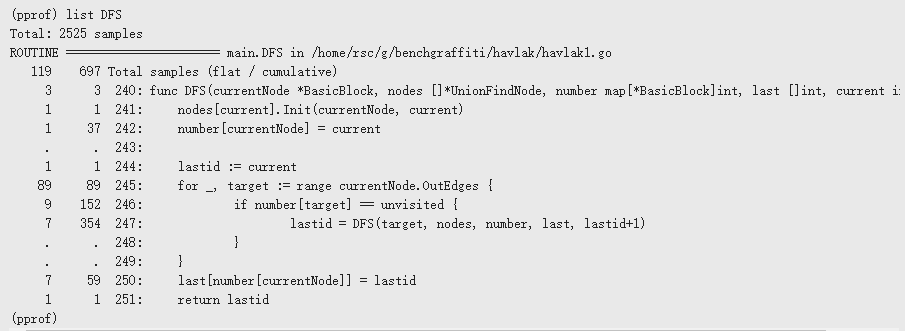 (pprof) list DFS
Total: 2525 samples
ROUTINE ====================== main.DFS in /home/rsc/g/benchgraffiti/havlak/havlak1.go
119 697 Total samples (flat / cumulative)
3 3 240: func DFS(currentNode *BasicBlock, nodes []*UnionFindNode, number map[*BasicBlock]int, last []int, current i
1 1 241: nodes[current].Init(currentNode, current)
1 37 242: number[currentNode] = current
. . 243:
1 1 244: lastid := current
89 89 245: for _, target := range currentNode.OutEdges {
9 152 246: if number[target] == unvisited {
7 354 247: lastid = DFS(target, nodes, number, last, lastid+1)
. . 248: }
. . 249: }
7 59 250: last[number[currentNode]] = lastid
1 1 251: return lastid
(pprof)